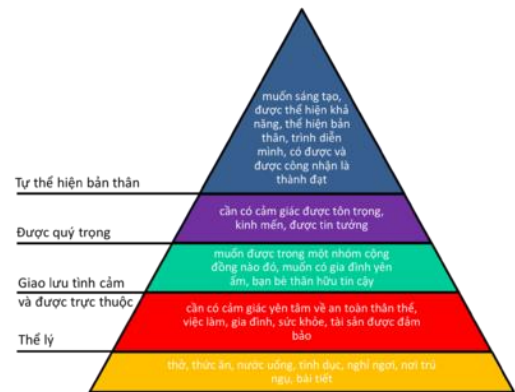 muốn sáng tạo,
được thể hiện khả
năng, thể hiện bản
thân, trình diễn
mình, có được và
được công nhận là
thành đạt
Tự thể hiện bản thân
cần có cảm giác được tôn trọng,
kinh mến, được tin tưởng
Được quý trọng
muốn được trong một nhóm cộng
đồng nào đó, muốn có gia đình yên
ấm, bạn bè thân hữu tin cậy
Giao lưu tình cảm
và được trực thuộc
cần có cảm giác yên tâm về an toàn thân thể,
việc làm, gia đình, sức khỏe, tài sản được đảm
bảo
Thể lý
thở, thức ăn, nước uống, tình dục, nghỉ ngơi, nơi trú
ngụ, bài tiết